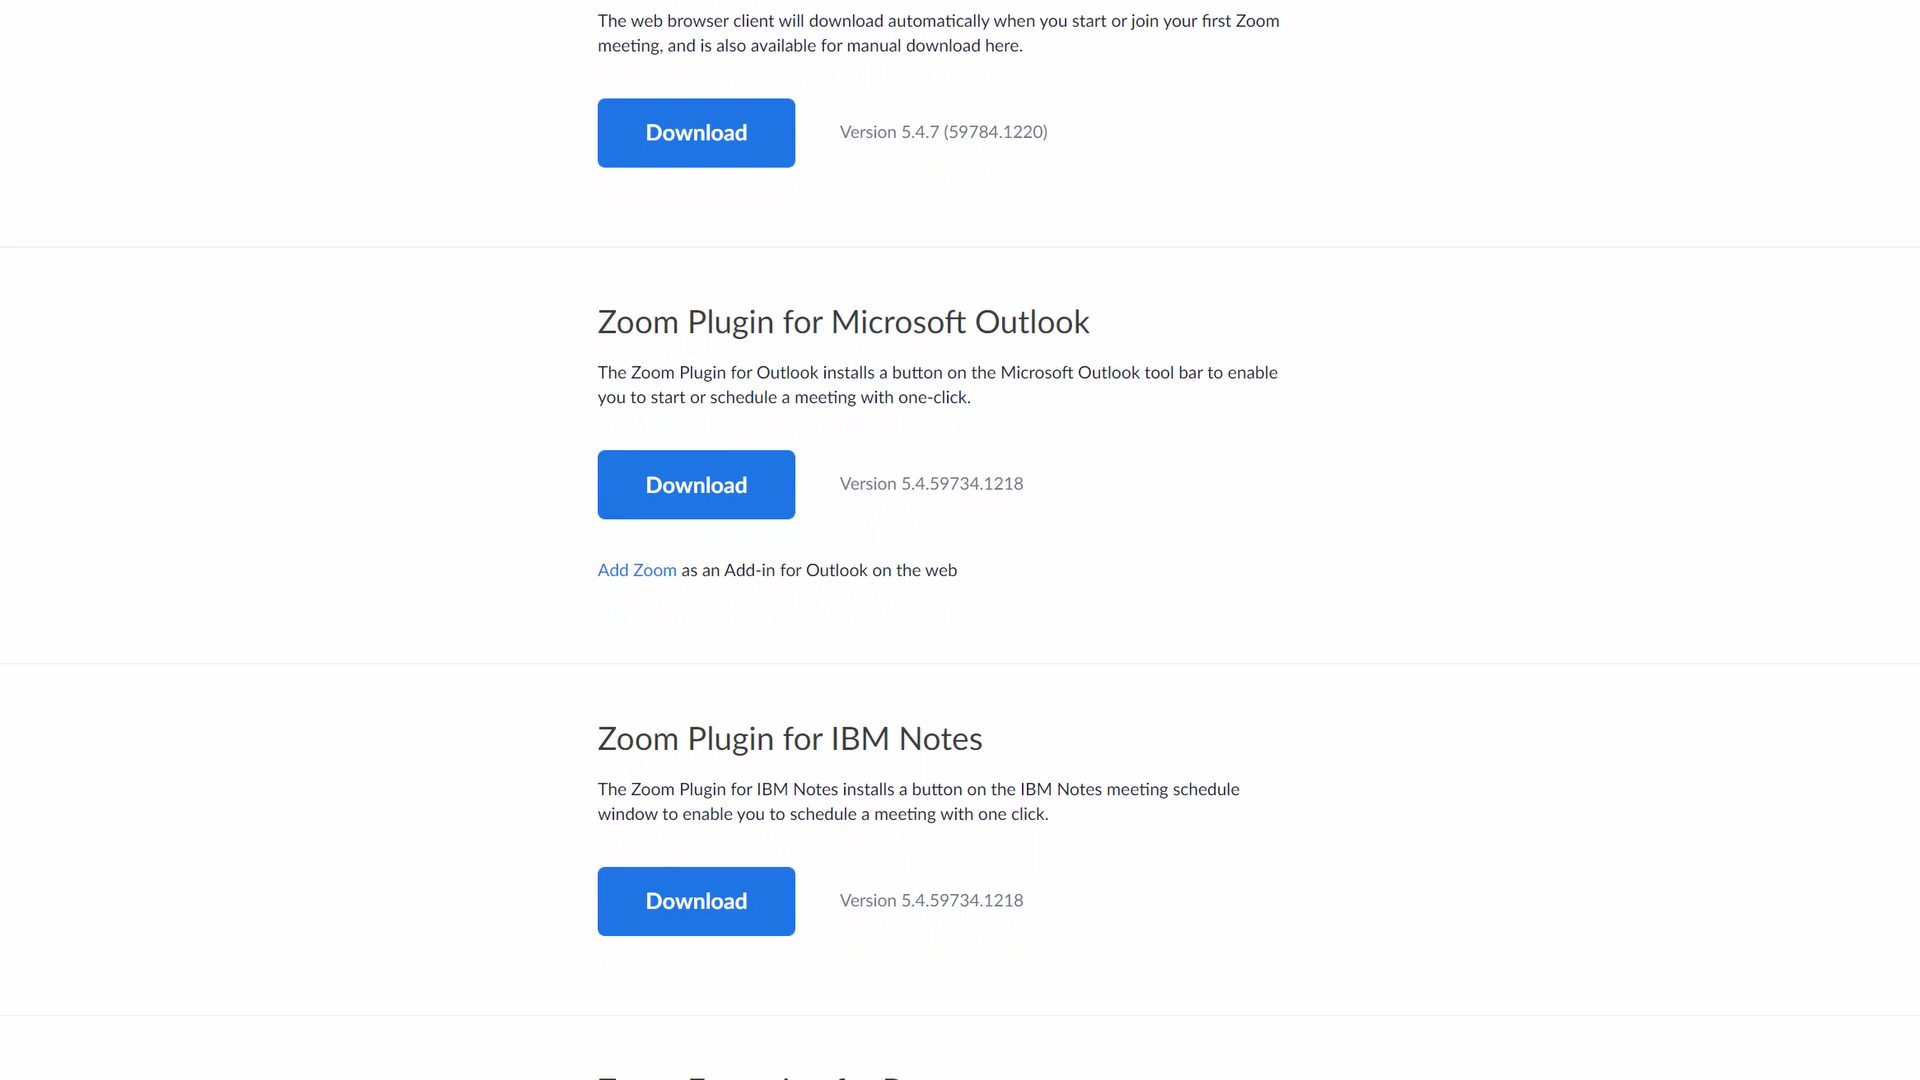 The web browser client will download automatically when you start or join your first Zoom
meeting, and is also available for manual download here.
Download
Version 5.4.7 (59784.1220)
Zoom Plugin for Microsoft Outlook
The Zoom Plugin for Outlook installs a button on the Microsoft Outlook tool bar to enable
you to start or schedule a meeting with one-click.
Download
Version 5.4.59734.1218
Add Zoom as an Add-in for Outlook on the web
Zoom Plugin for IBM Notes
The Zoom Plugin for IBM Notes installs a button on the IBM Notes meeting schedule
window to enable you to schedule a meeting with one click.
Download
Version 5.4.59734.1218